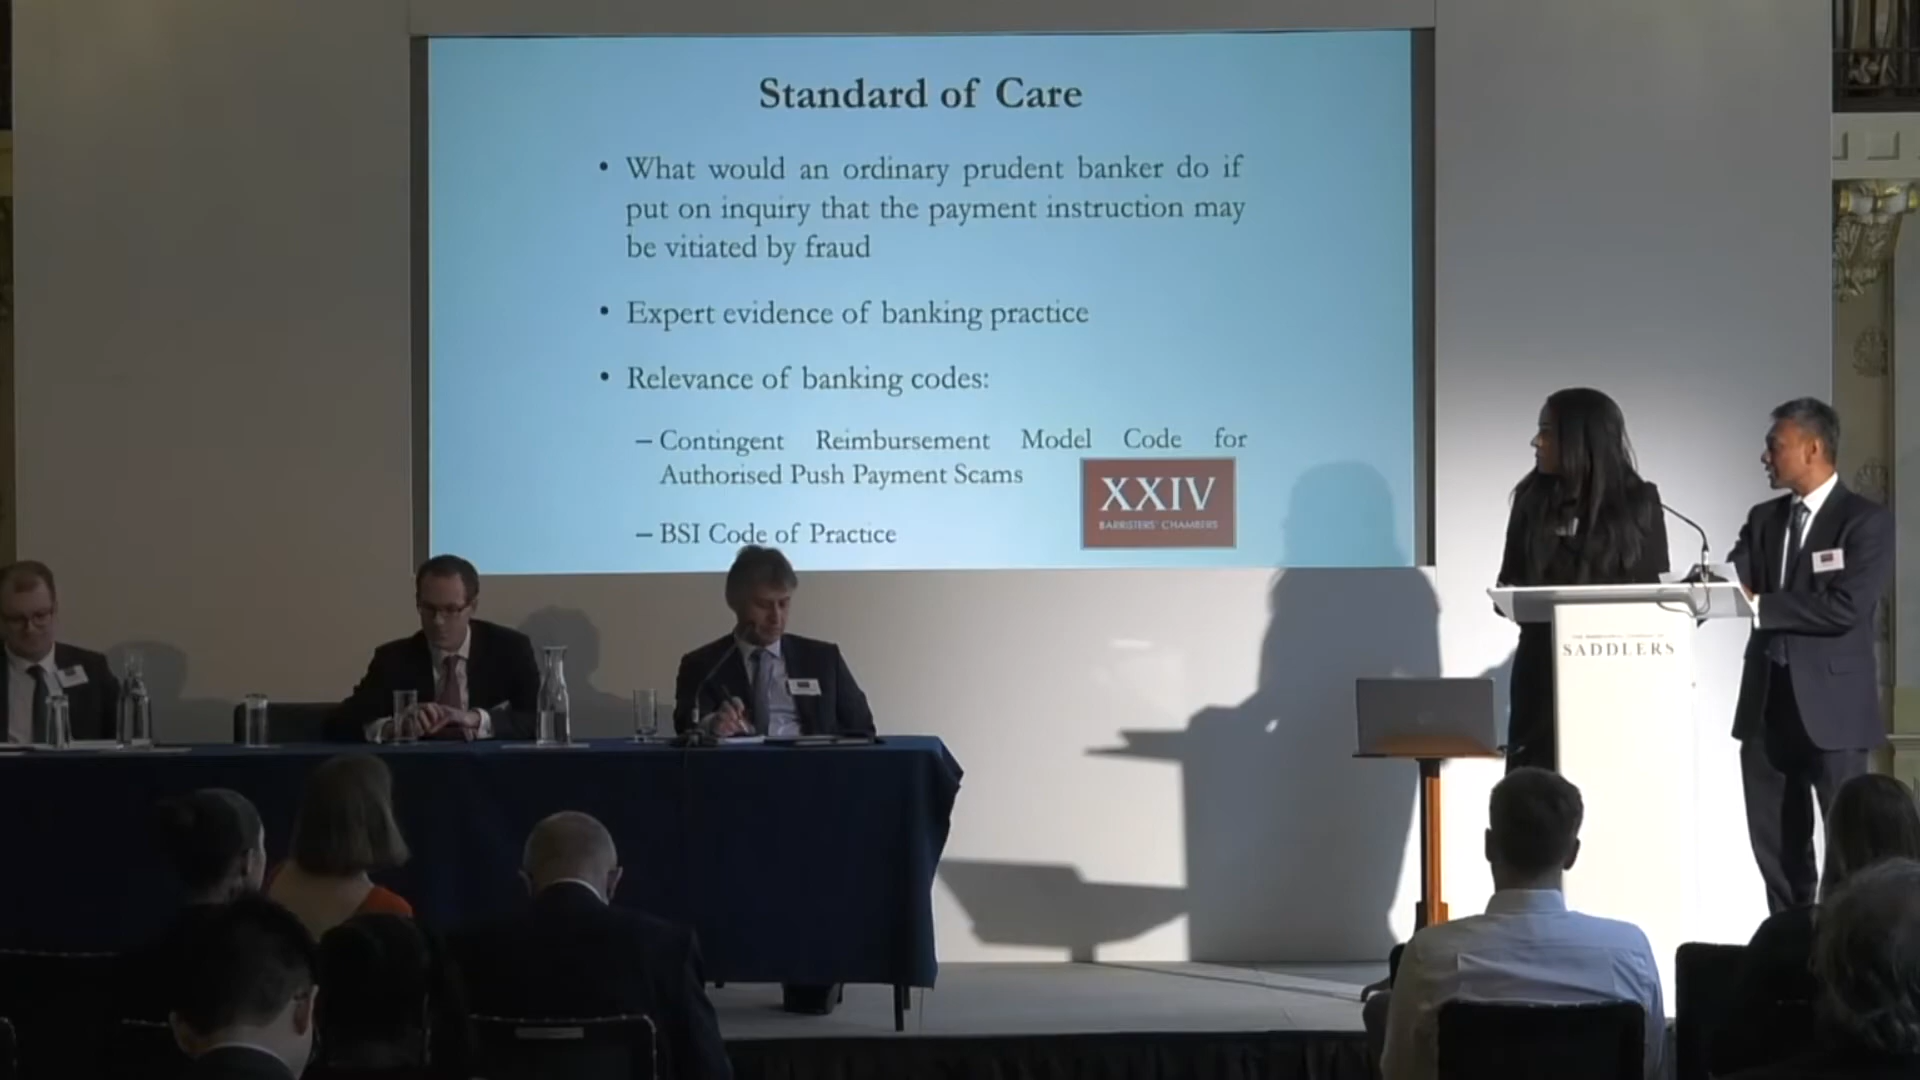 Standard of Care
• What would an ordinary prudent banker do if
put on inquiry that the payment instruction may
be vitiated by fraud
• Expert evidence of banking practice
• Relevance of banking codes:
– Contingent Reimbursement Model Code for
Authorised Push Payment Scams
– BSI Code of Practice
XXIV
BARRISTERS' CHAMBERS
SADDLERS